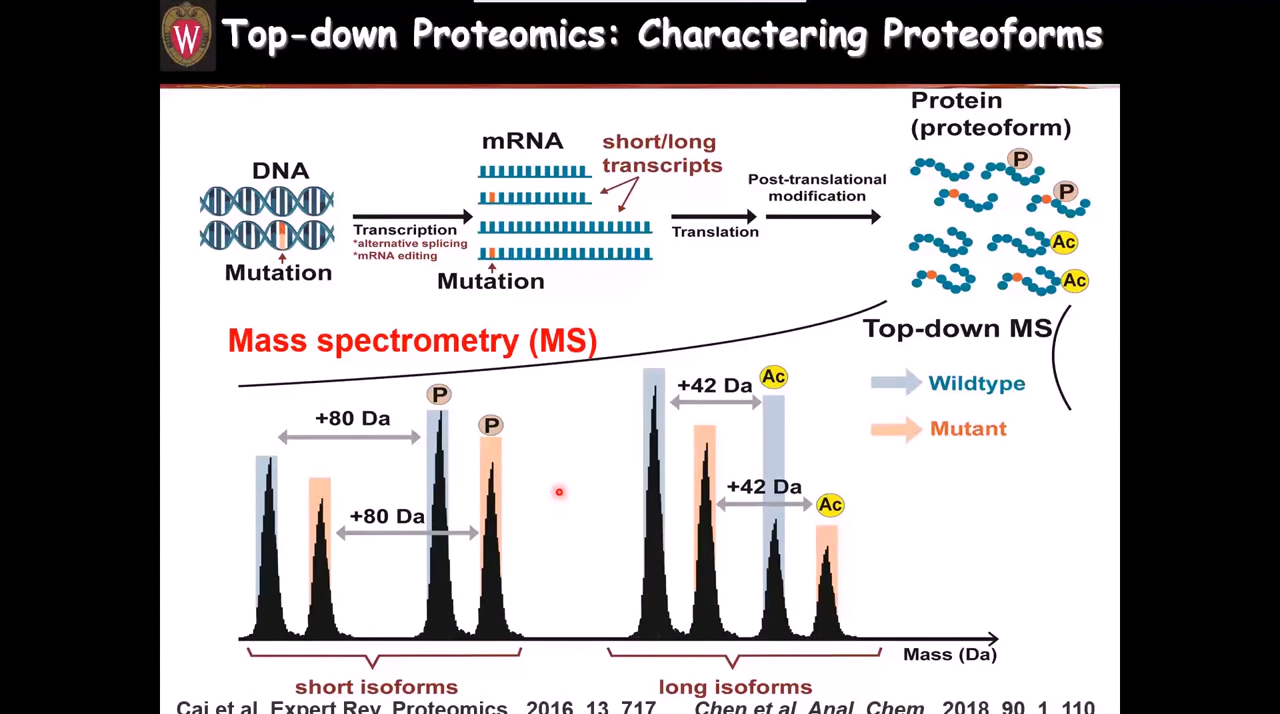 W
Top-down Proteomics: Charactering Proteoforms
DNA
Mutation
Transcription
*alternative splicing
*mRNA editing
mRNA
short/long
transcripts
Mutation
Translation
Post-translational
modification
Protein
(proteoform)
P
P
Ac
Ac
Mass spectrometry (MS)
Top-down MS
Wildtype
Mutant
+80 Da
P
P
+80 Da
+42 Da
Ac
+42 Da
Ac
Mass (Da)
short isoforms
long isoforms
Cai et al. Expert Rev. Proteomics, 2016, 13, 717
Chen et al. Anal. Chem. 2018, 90, 1, 110